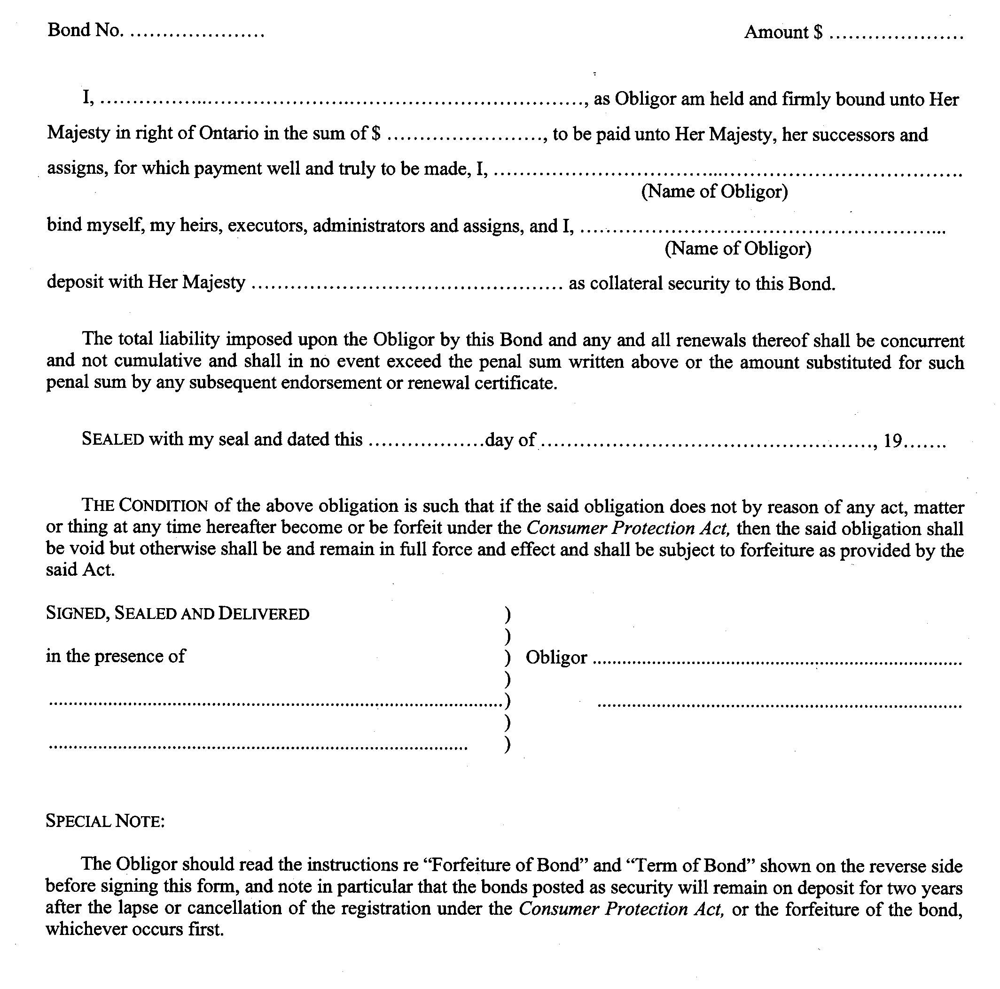 Bond No. ..................... Amount $ .....................
I, .........................................................................., as Obligor am held and firmly bound unto Her
Majesty in right of Ontario in the sum of $ ........................, to be paid unto Her Majesty, her successors and
assigns, for which payment well and truly to be made, I, ........................................................................
(Name of Obligor)
bind myself, my heirs, executors, administrators and assigns, and I, ........................................................
(Name of Obligor)
deposit with Her Majesty ................................................ as collateral security to this Bond.
The total liability imposed upon the Obligor by this Bond and any and all renewals thereof shall be concurrent
and not cumulative and shall in no event exceed the penal sum written above or the amount substituted for such
penal sum by any subsequent endorsement or renewal certificate.
SEALED with my seal and dated this ..................day of ..................................................., 19.......
THE CONDITION of the above obligation is such that if the said obligation does not by reason of any act, matter
or thing at any time hereafter become or be forfeit under the Consumer Protection Act, then the said obligation shall
be void but otherwise shall be and remain in full force and effect and shall be subject to forfeiture as provided by the
said Act.
SIGNED, SEALED AND DELIVERED )
)
in the presence of ) Obligor ..........................................................................
)
..........................................................................................) ..........................................................................
)
.................................................................................... )
SPECIAL NOTE:
The Obligor should read the instructions re “Forfeiture of Bond” and “Term of Bond” shown on the reverse side
before signing this form, and note in particular that the bonds posted as security will remain on deposit for two years
after the lapse or cancellation of the registration under the Consumer Protection Act, or the forfeiture of the bond,
whichever occurs first.